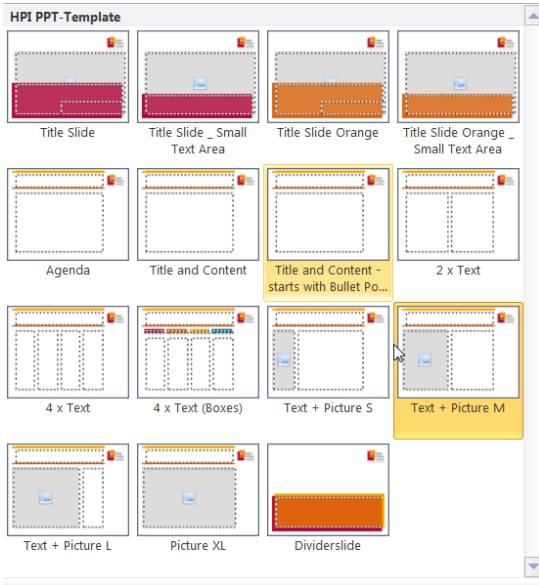 HPI PPT-Template
Title Slide
Title Slide _ Small
Text Area
Title Slide Orange
Title Slide Orange _
Small Text Area
Agenda
Title and Content
Title and Content -
starts with Bullet Po...
2 x Text
4 x Text
4 x Text (Boxes)
Text + Picture S
Text + Picture M
Text + Picture L
Picture XL
Dividerslide